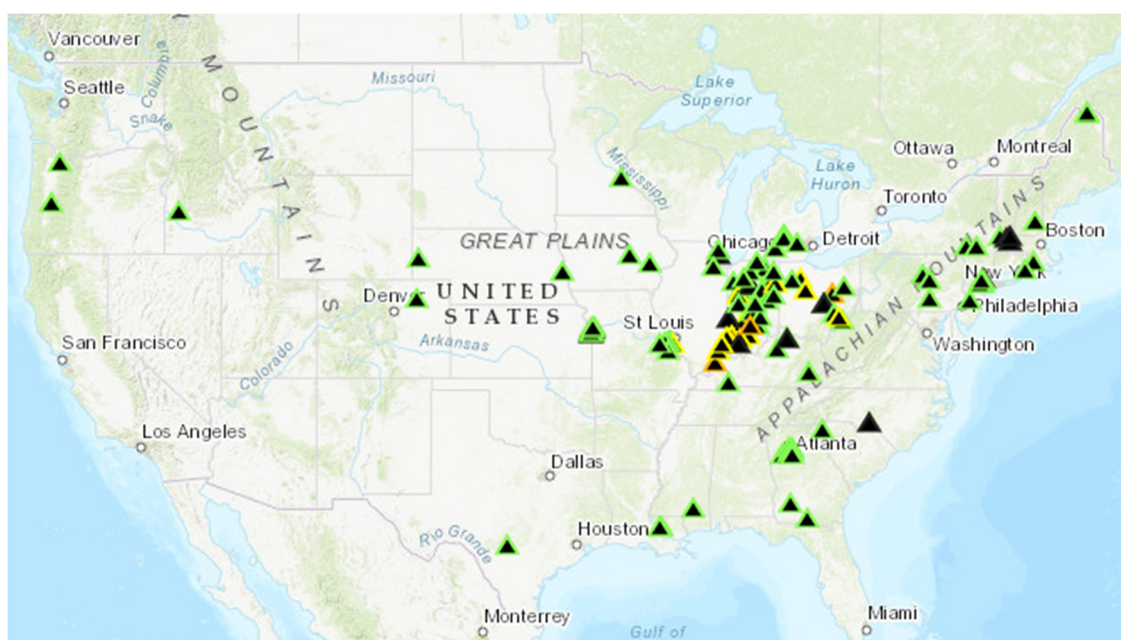 Vancouver
Seattle
Columbia
Snake
MOUNTAINS
Missouri
Lake
Superior
Mississippi
Lake
Huron
Ottawa
Montreal
Toronto
GREAT PLAINS
Chicago
Detroit
Boston
APPALACHIAN MOUNTAINS
New York
Philadelphia
Denver
UNITED
STATES
St Louis
Washington
San Francisco
Colorado
Arkansas
Los Angeles
Atlanta
Dallas
Rio Grande
Houston
Monterrey
Gulf of
Miami